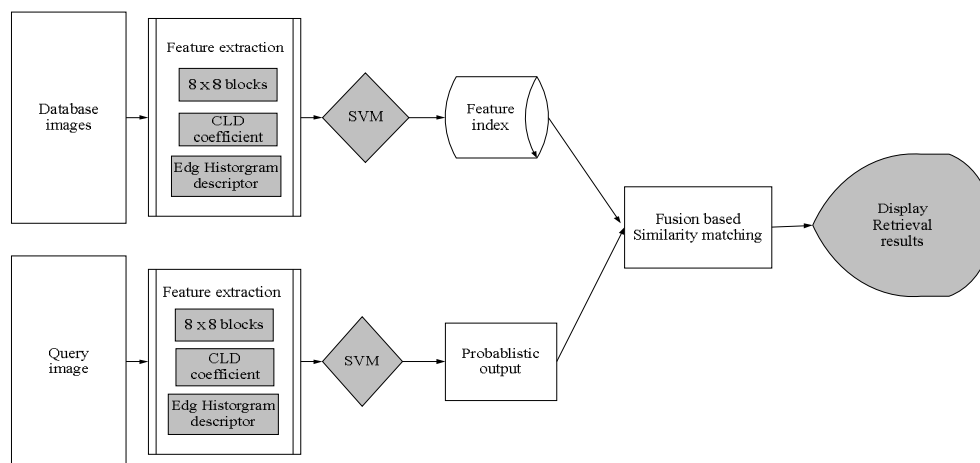 Database
images
Feature extraction
8 x 8 blocks
CLD
coefficient
Edg Historgram
descriptor
SVM
Feature
index
Fusion based
Similarity matching
Display
Retrieval
results
Query
image
Feature extraction
8 x 8 blocks
CLD
coefficient
Edg Historgram
descriptor
SVM
Probablistic
output